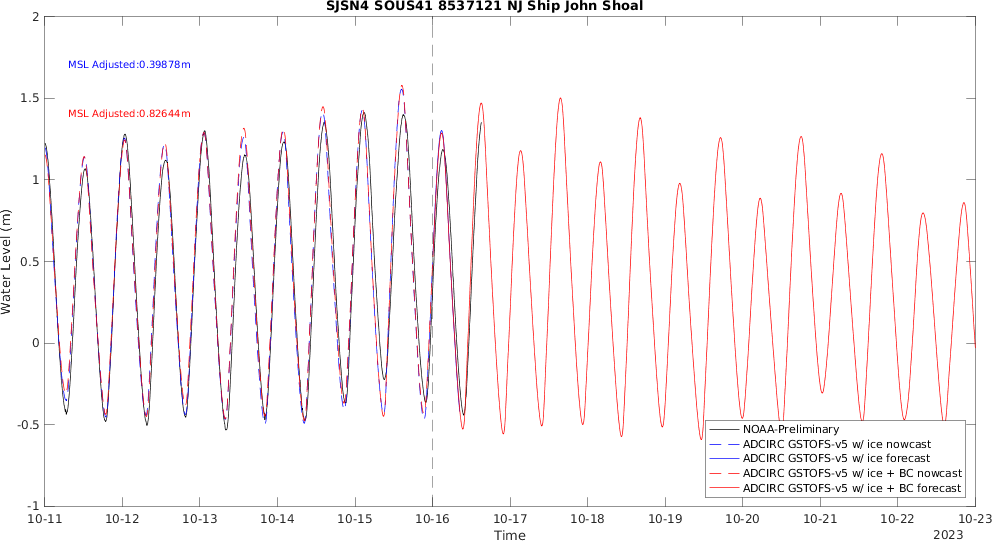 SJSN4 SOUS41 8537121 NJ Ship John Shoal
2
1.5
1
0.5
0
-0.5
-1
Water Level (m)
MSL Adjusted:0.39878m
MSL Adjusted:0.82644m
NOAA-Preliminary
ADCIRC GSTOFS-v5 w/ ice nowcast
ADCIRC GSTOFS-v5 w/ ice forecast
ADCIRC GSTOFS-v5 w/ ice + BC nowcast
ADCIRC GSTOFS-v5 w/ ice + BC forecast
10-11 10-12 10-13 10-14 10-15 10-16 10-17 10-18 10-19 10-20 10-21 10-22 10-23
Time
2023